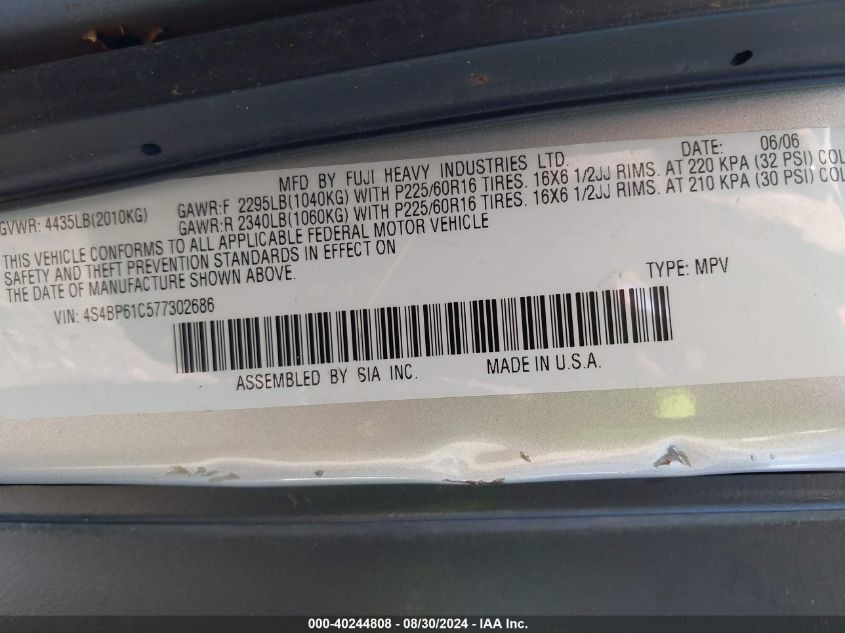 MFD BY FUJI HEAVY INDUSTRIES LTD. DATE: 06/06
GVWR: 4435LB(2010KG) GAWR:F 2295LB(1040KG) WITH P225/60R16 TIRES. 16X6 1/2JJ RIMS. AT 220 KPA (32 PSI) COL
GAWR:R 2340LB(1060KG) WITH P225/60R16 TIRES. 16X6 1/2JJ RIMS. AT 210 KPA (30 PSI) COL
THIS VEHICLE CONFORMS TO ALL APPLICABLE FEDERAL MOTOR VEHICLE
SAFETY AND THEFT PREVENTION STANDARDS IN EFFECT ON
THE DATE OF MANUFACTURE SHOWN ABOVE.
VIN: 4S4BP61C577302686 TYPE: MPV
ASSEMBLED BY SIA INC. MADE IN U.S.A.
000-40244808 - 08/30/2024 - IAA Inc.